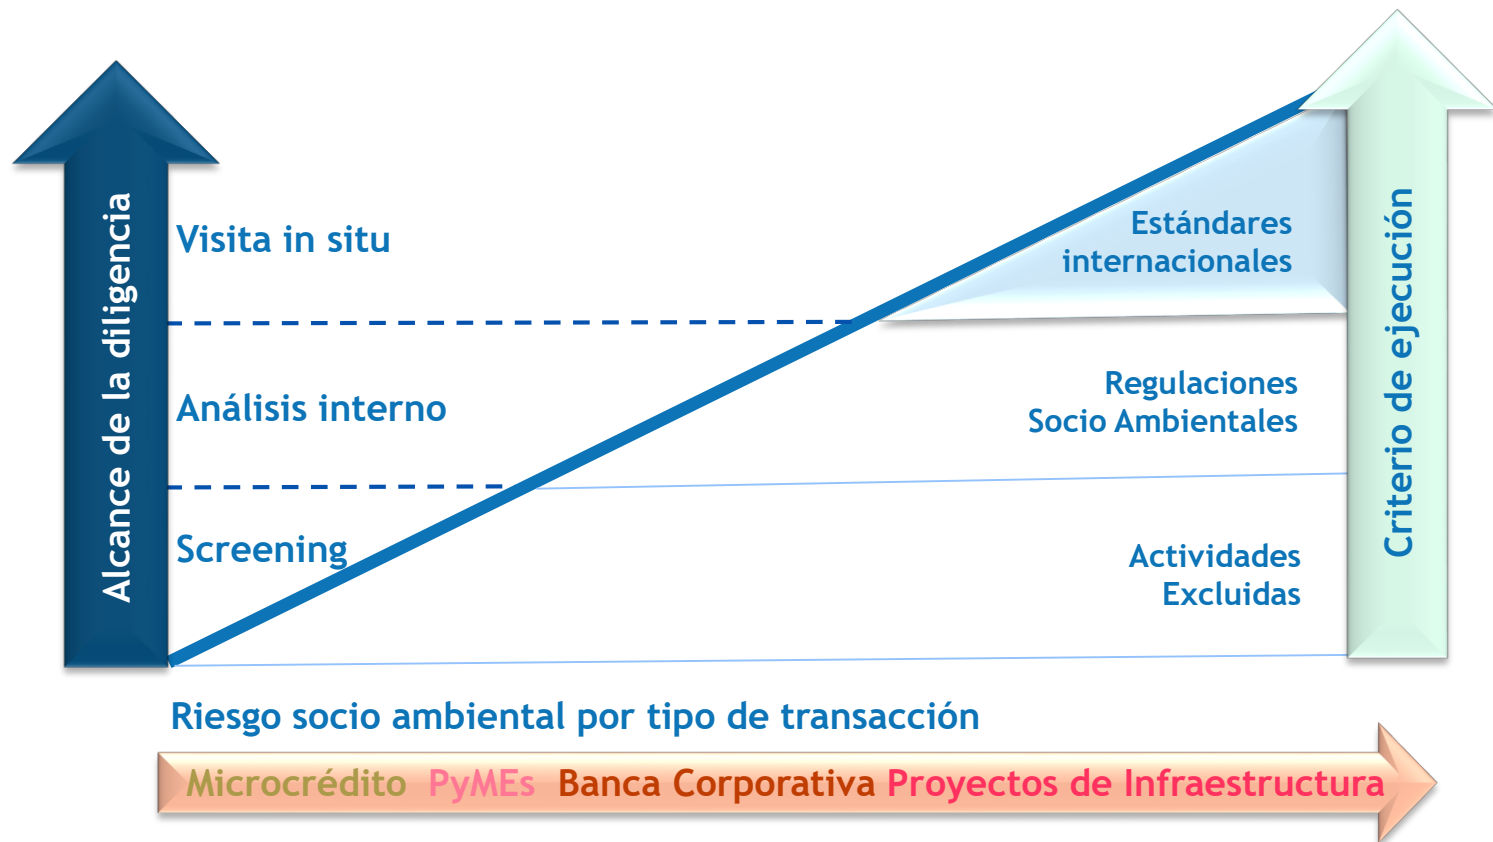 Alcance de la diligencia
Visita in situ
Análisis interno
Screening
Estándares
internacionales
Regulaciones
Socio Ambientales
Actividades
Excluidas
Criterio de ejecución
Riesgo socio ambiental por tipo de transacción
Microcrédito PyMEs Banca Corporativa Proyectos de Infraestructura